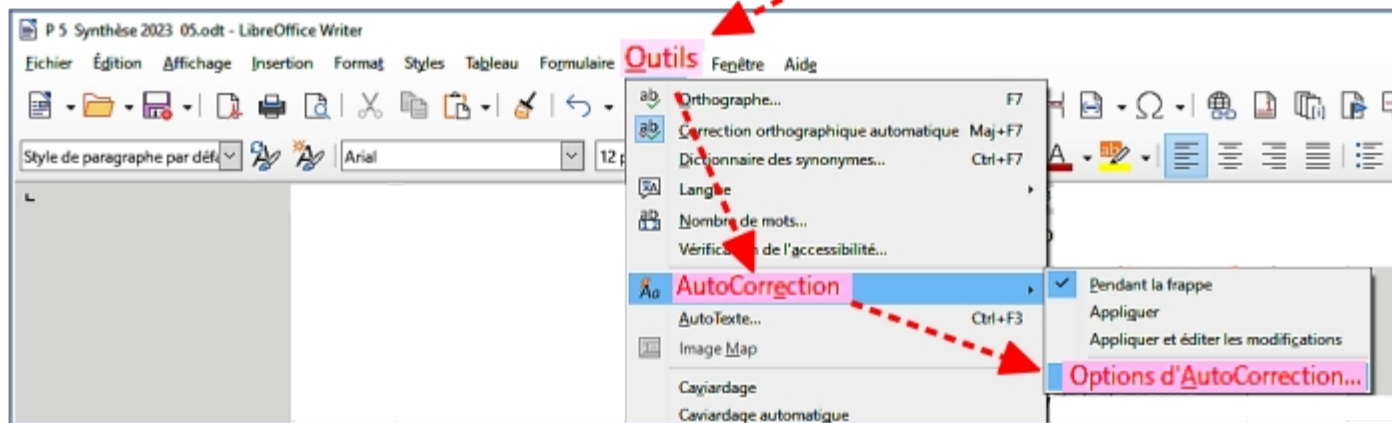 P 5 Synthèse 2023 05.odt - LibreOffice Writer
Fichier Édition Affichage Insertion Format Styles Tableau Formulaire Outils Fenêtre Aide
Orthographe... F7
Correction orthographique automatique Maj+F7
Style de paragraphe par défa Arial 12 p
Dictionnaire des synonymes... Ctrl+F7
Langue
Nombre de mots...
Vérification de l'accessibilité...
AutoCorrection
Pendant la frappe
Appliquer
AutoTexte... Ctrl+F3
Appliquer et éditer les modifications
Image Map
Options d'AutoCorrection...
Caviardage
Caviardage automatique